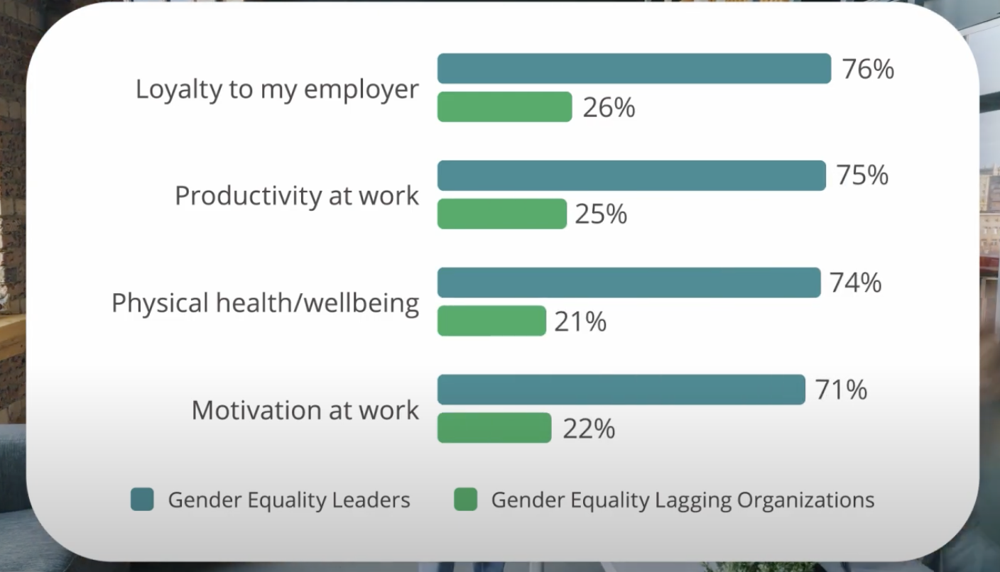 Loyalty to my employer
76%
26%
Productivity at work
75%
25%
Physical health/wellbeing
74%
21%
Motivation at work
71%
22%
Gender Equality Leaders
Gender Equality Lagging Organizations